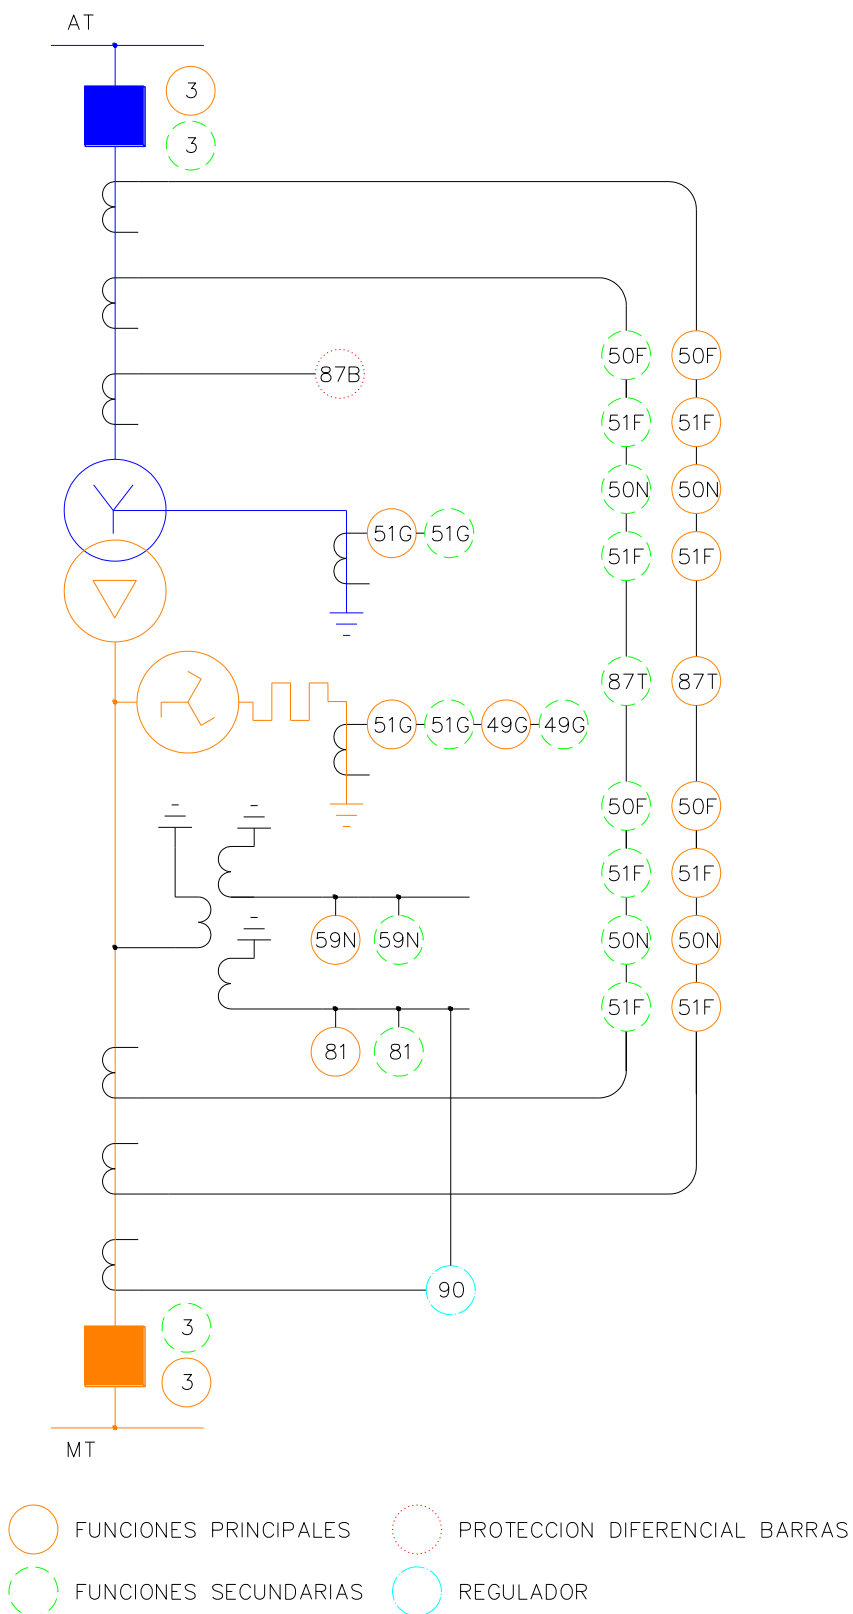 AT
3
3
50F 50F
87B
51F 51F
50N 50N
51G 51G
51F 51F
87T 87T
51G 51G 49G 49G
50F 50F
51F 51F
59N 59N
50N 50N
51F 51F
81 81
90
3
3
MT
FUNCIONES PRINCIPALES
PROTECCION DIFERENCIAL BARRAS
FUNCIONES SECUNDARIAS
REGULADOR